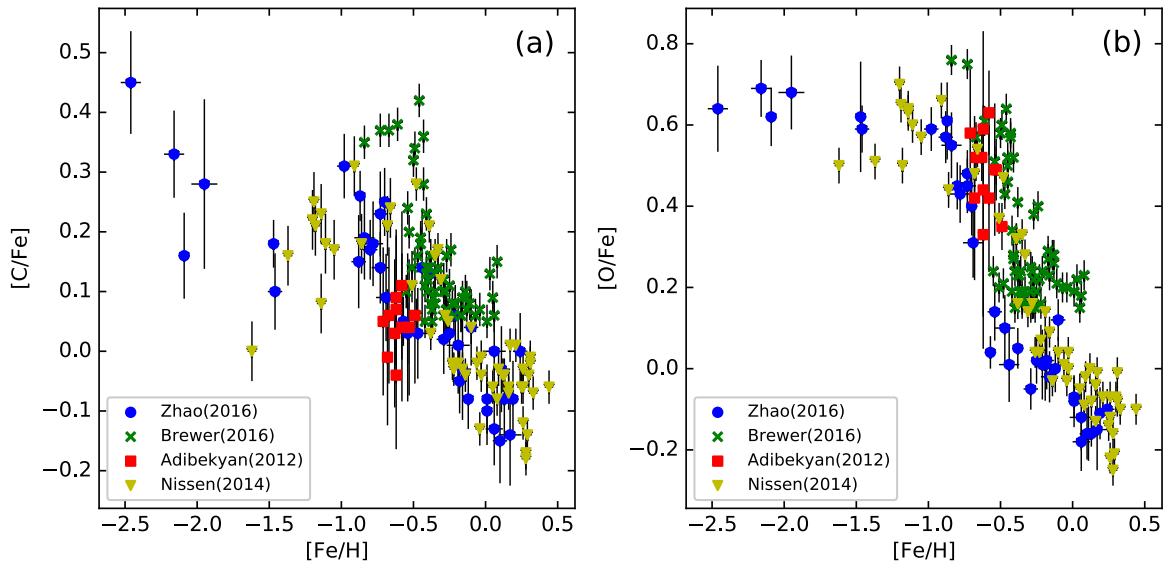 (a)
[C/Fe]
0.5
0.4
0.3
0.2
0.1
0.0
−0.1
−0.2
Zhao(2016)
Brewer(2016)
Adibekyan(2012)
Nissen(2014)
−2.5 −2.0 −1.5 −1.0 −0.5 0.0 0.5
[Fe/H]
(b)
[O/Fe]
0.8
0.6
0.4
0.2
0.0
−0.2
Zhao(2016)
Brewer(2016)
Adibekyan(2012)
Nissen(2014)
−2.5 −2.0 −1.5 −1.0 −0.5 0.0 0.5
[Fe/H]